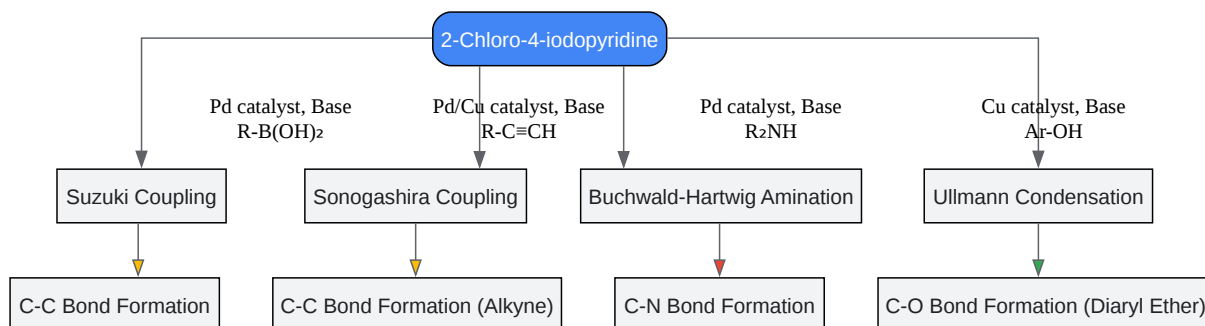 2-Chloro-4-iodopyridine
Pd catalyst, Base
R-B(OH)₂
Pd/Cu catalyst, Base
R-C≡CH
Pd catalyst, Base
R₂NH
Cu catalyst, Base
Ar-OH
Suzuki Coupling
Sonogashira Coupling
Buchwald-Hartwig Amination
Ullmann Condensation
C-C Bond Formation
C-C Bond Formation (Alkyne)
C-N Bond Formation
C-O Bond Formation (Diaryl Ether)